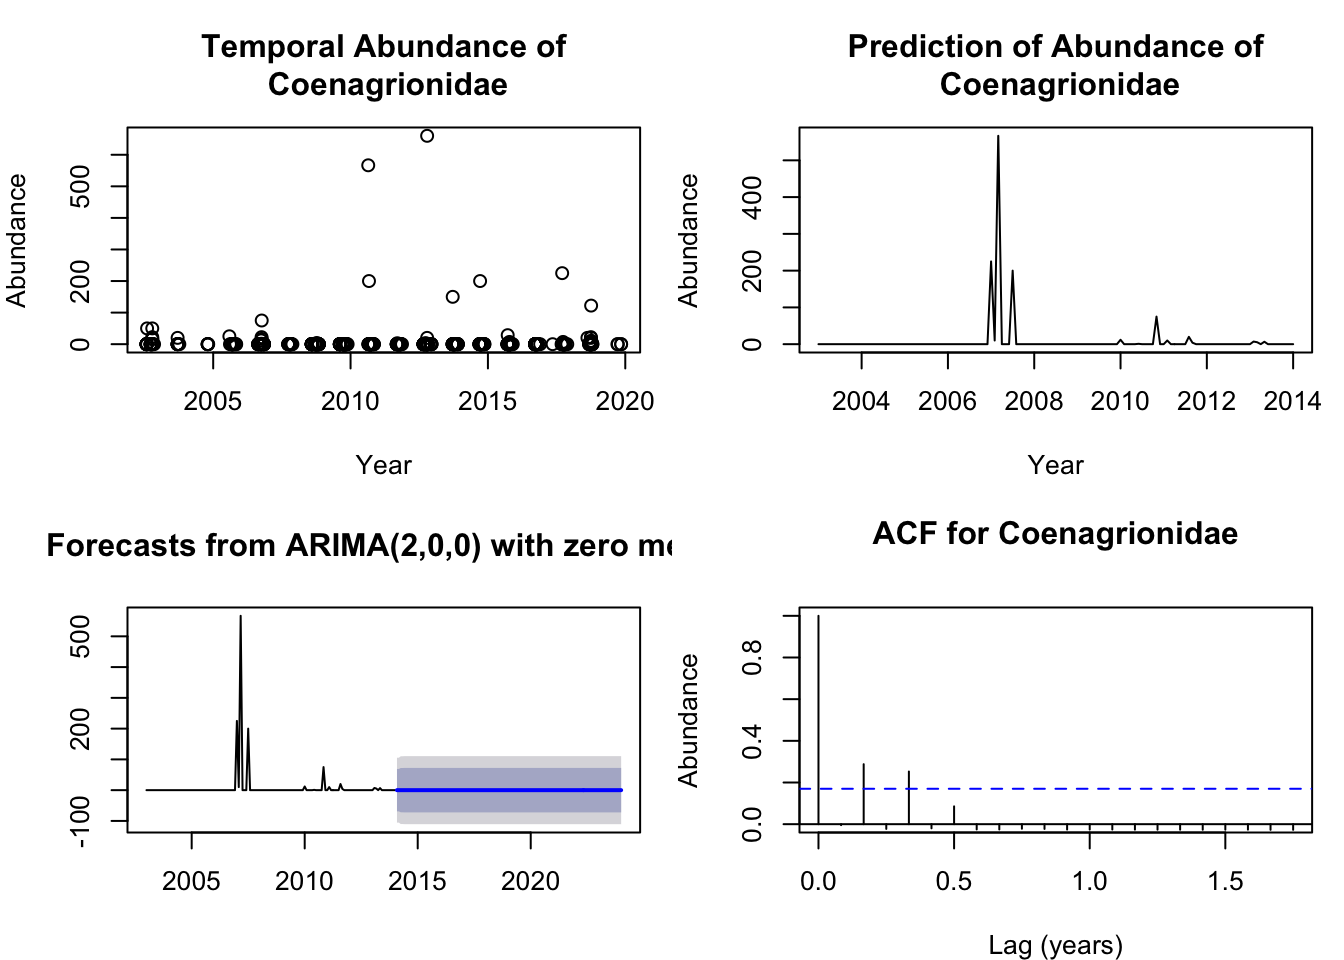 Temporal Abundance of
Coenagrionidae
Abundance
0
200
500
2005
2010
2015
2020
Year
Prediction of Abundance of
Coenagrionidae
Abundance
0
200
400
2004
2006
2008
2010
2012
2014
Year
Forecasts from ARIMA(2,0,0) with zero me
-100
200
500
2005
2010
2015
2020
ACF for Coenagrionidae
Abundance
0.0
0.4
0.8
0.0
0.5
1.0
1.5
Lag (years)